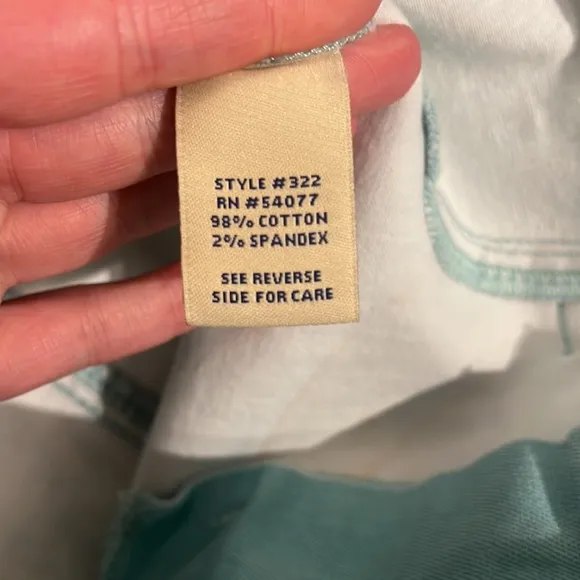 STYLE #322
RN #54077
98% COTTON
2% SPANDEX
SEE REVERSE
SIDE FOR CARE